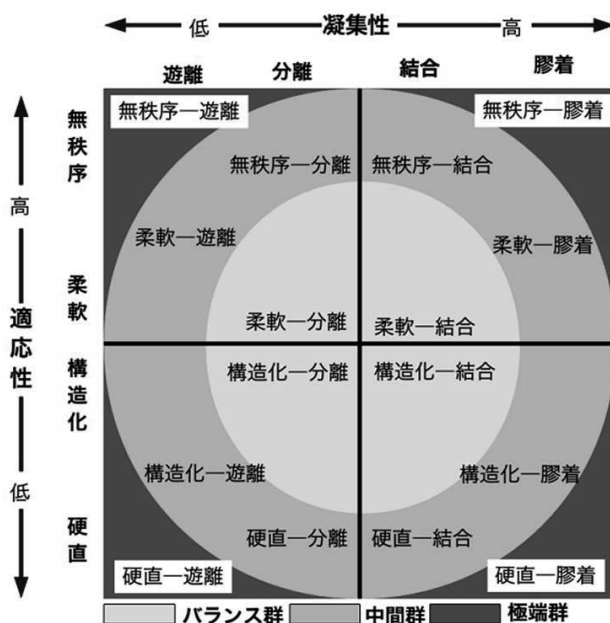 低 凝集性 高
遊離 分離 結合 膠着
無秩序
高
柔軟
適応性
構造化
低
硬直
無秩序―遊離 無秩序―膠着
無秩序―分離 無秩序―結合
柔軟―遊離 柔軟―膠着
柔軟―分離 柔軟―結合
構造化―分離 構造化―結合
構造化―遊離 構造化―膠着
硬直―分離 硬直―結合
硬直―遊離 硬直―膠着
バランス群 中間群 極端群